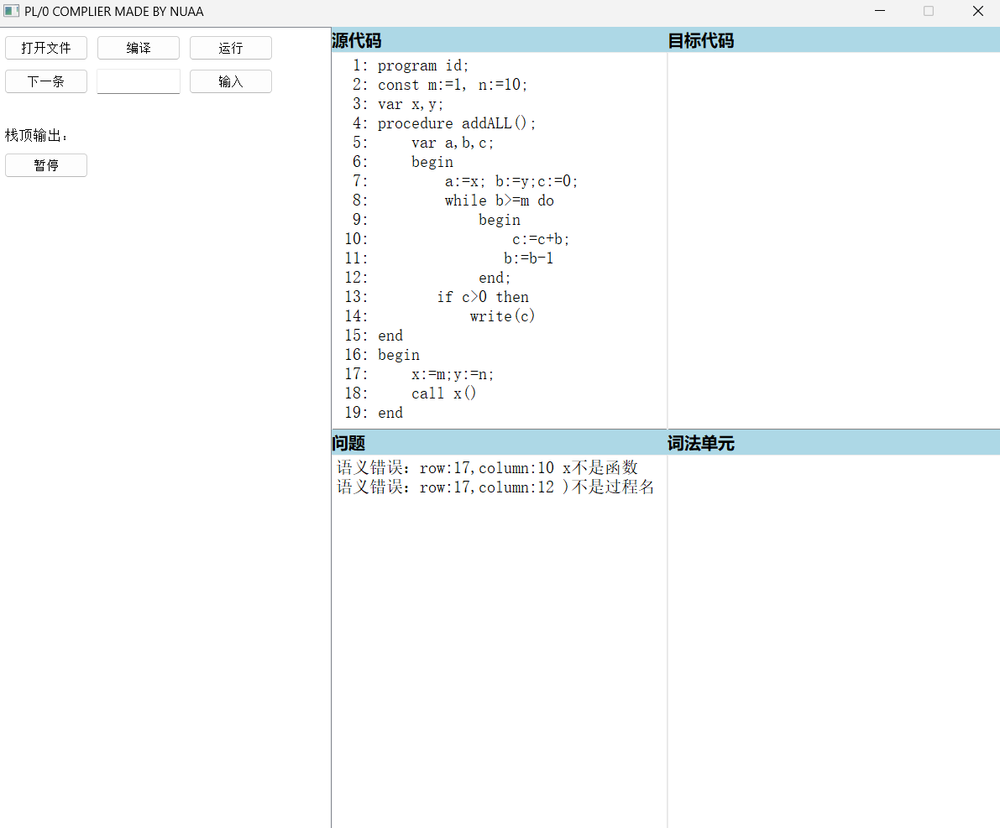 PL/0 COMPLIER MADE BY NUAA
打开文件 编译 运行
下一条 输入
栈顶输出：
暂停
源代码
1: program id;
2: const m:=1, n:=10;
3: var x,y;
4: procedure addALL();
5: var a,b,c;
6: begin
7: a:=x; b:=y;c:=0;
8: while b>=m do
9: begin
10: c:=c+b;
11: b:=b-1
12: end;
13: if c>0 then
14: write(c)
15: end
16: begin
17: x:=m;y:=n;
18: call x()
19: end
目标代码
问题
语义错误：row:17,column:10 x不是函数
语义错误：row:17,column:12 )不是过程名
词法单元